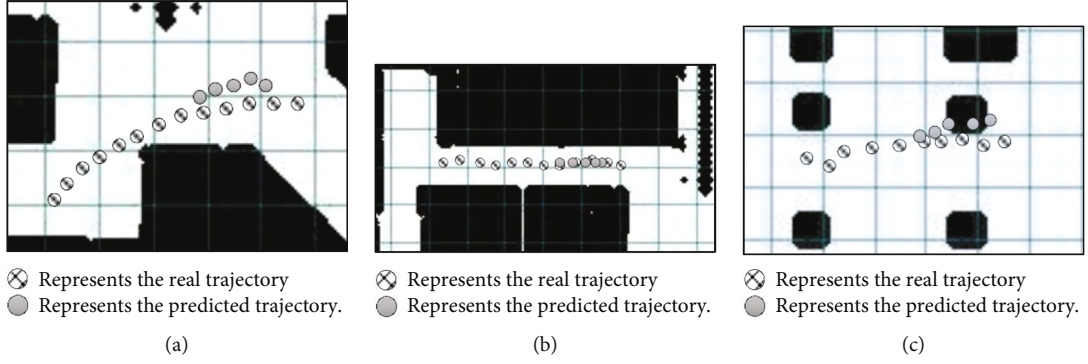 Represents the real trajectory
Represents the predicted trajectory.
(a)
Represents the real trajectory
Represents the predicted trajectory.
(b)
Represents the real trajectory
Represents the predicted trajectory.
(c)